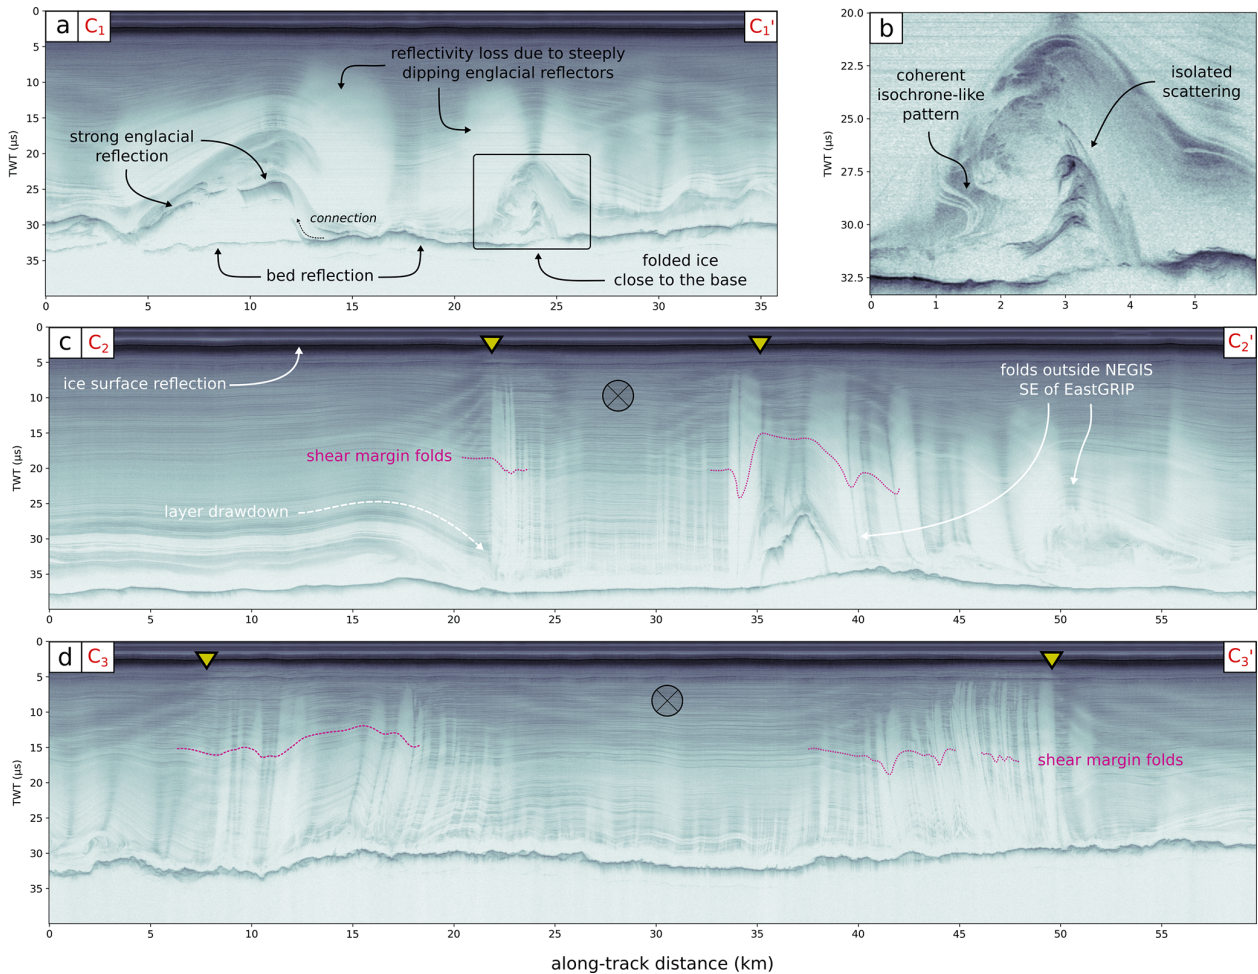 a C₁
C₁'
reflectivity loss due to steeply
dipping englacial reflectors
strong englacial
reflection
connection
bed reflection
folded ice
close to the base
TWT (µs)
0
5
10
15
20
25
30
35
0 5 10 15 20 25 30 35
b
coherent
isochrone-like
pattern
isolated
scattering
TWT (µs)
20.0
22.5
25.0
27.5
30.0
32.5
0 1 2 3 4 5
c C₂
C₂'
ice surface reflection
folds outside NEGIS
SE of EastGRIP
shear margin folds
layer drawdown
TWT (µs)
0
5
10
15
20
25
30
35
0 5 10 15 20 25 30 35 40 45 50 55
d C₃
C₃'
shear margin folds
TWT (µs)
0
5
10
15
20
25
30
35
0 5 10 15 20 25 30 35 40 45 50 55
along-track distance (km)